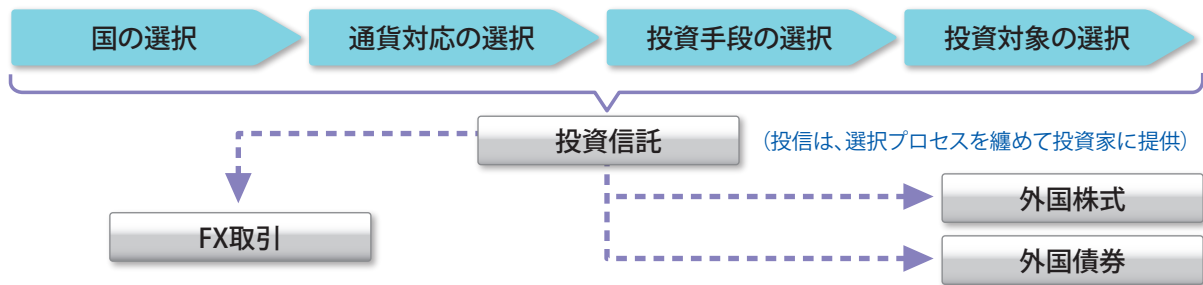 国の選択
通貨対応の選択
投資手段の選択
投資対象の選択
投資信託
(投信は、選択プロセスを纏めて投資家に提供)
外国株式
FX取引
外国債券